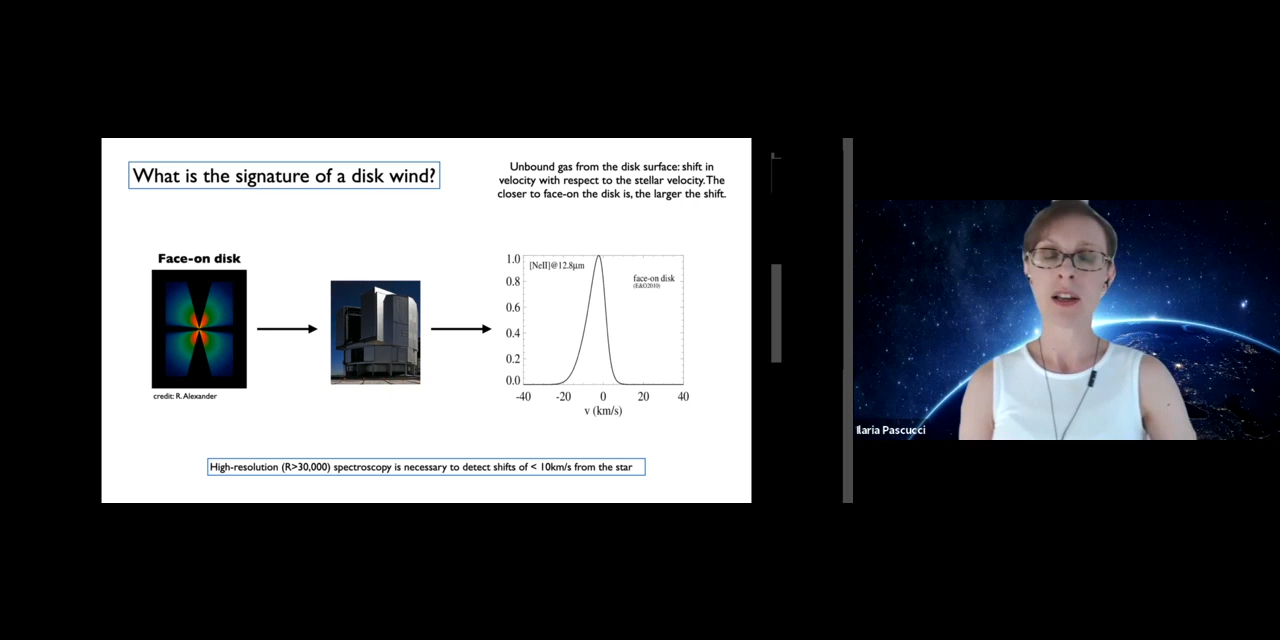 What is the signature of a disk wind?
Unbound gas from the disk surface: shift in
velocity with respect to the stellar velocity. The
closer to face-on the disk is, the larger the shift.
Face-on disk
credit: R. Alexander
[NeII]@12.8μm
face-on disk
(E&O2010)
1.0
0.8
0.6
0.4
0.2
0.0
-40 -20 0 20 40
v (km/s)
High-resolution (R>30,000) spectroscopy is necessary to detect shifts of < 10km/s from the star
Ilaria Pascucci